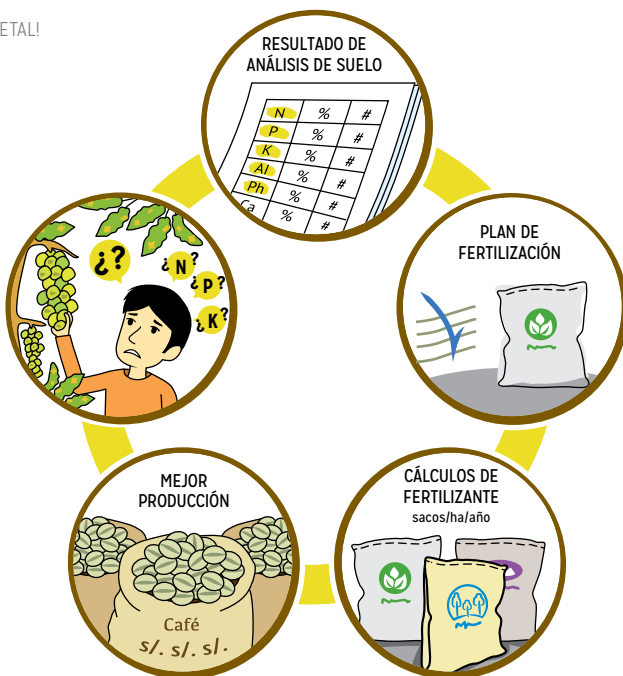 ETAL!
RESULTADO DE
ANÁLISIS DE SUELO
N % #
P % #
K % #
Al % #
Ph % #
Ca % #
¿?
¿N?
¿P?
¿K?
PLAN DE
FERTILIZACIÓN
MEJOR
PRODUCCIÓN
Café
s/. s/. s/.
CÁLCULOS DE
FERTILIZANTE
sacos/ha/año